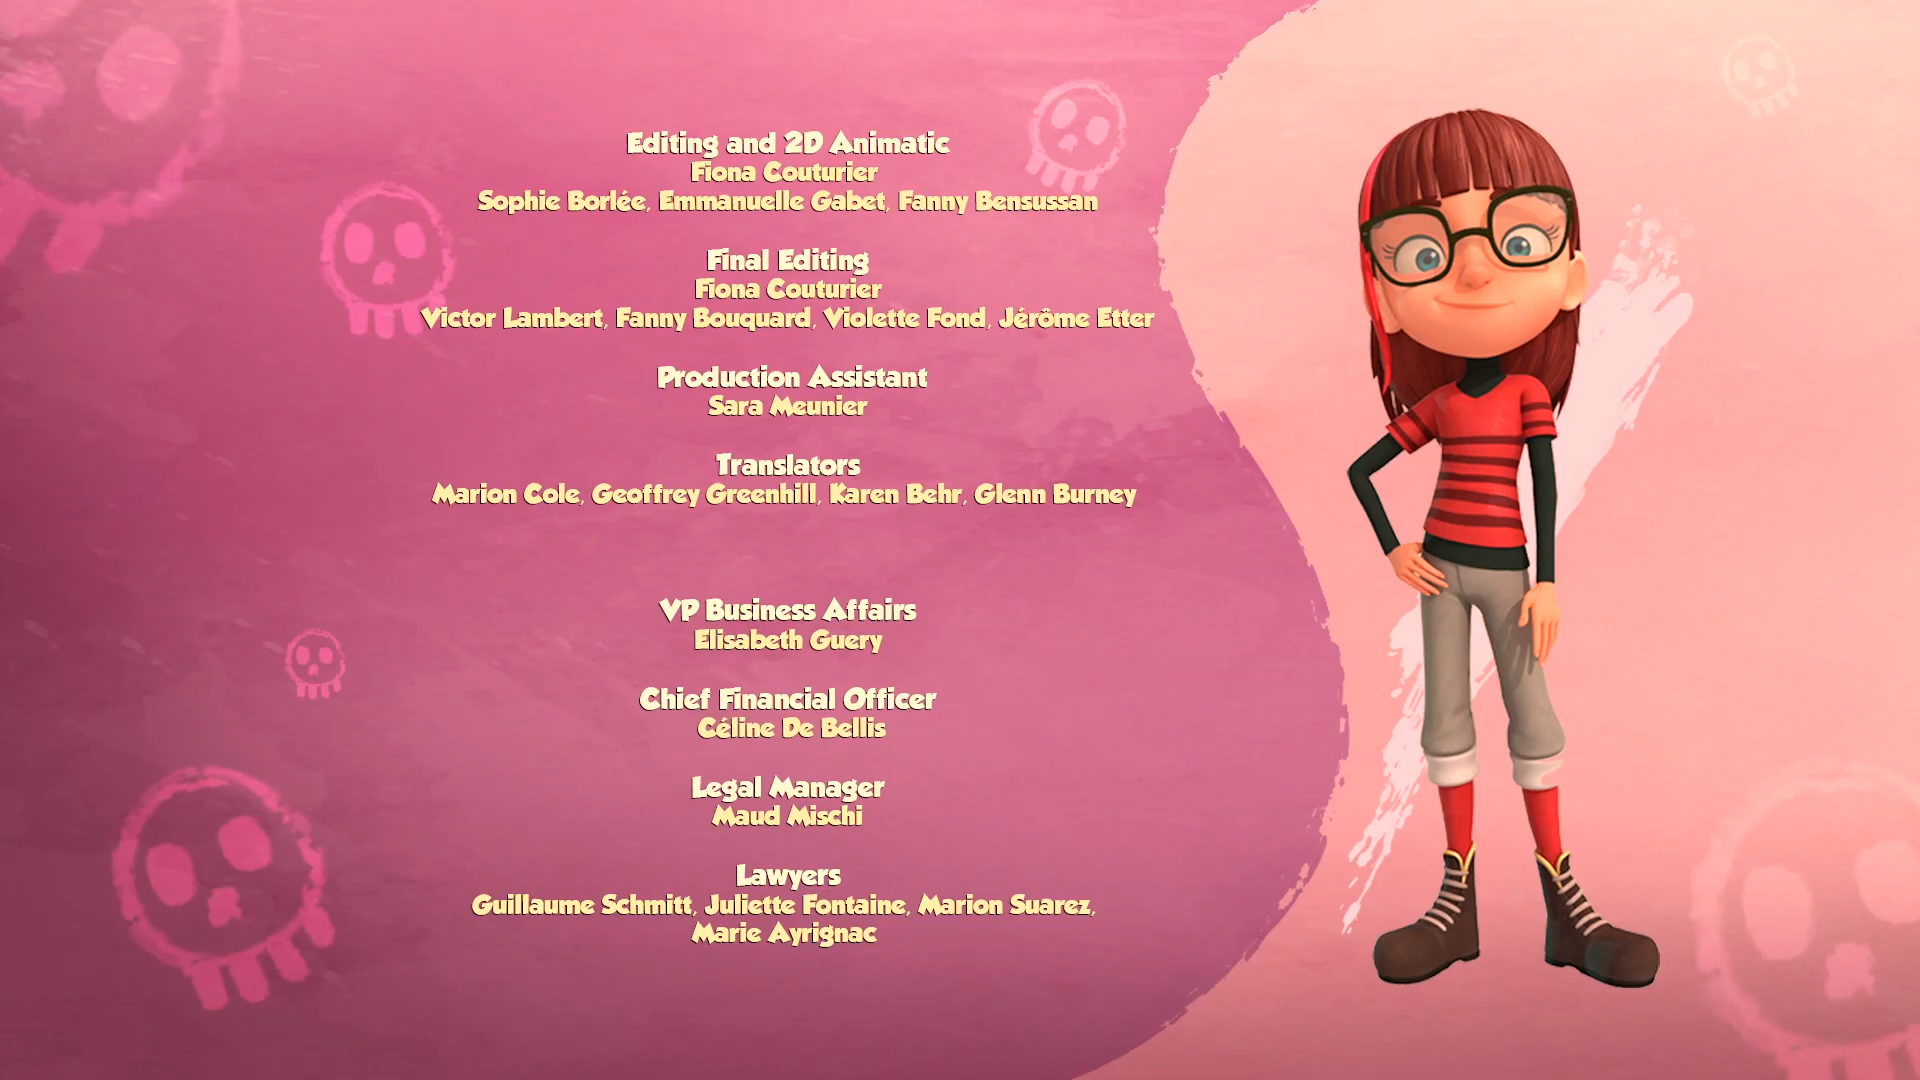 Editing and 2D Animatic
Fiona Couturier
Sophie Borlée, Emmanuelle Gabet, Fanny Bensussan
Final Editing
Fiona Couturier
Victor Lambert, Fanny Bouquard, Violette Fond, Jérôme Etter
Production Assistant
Sara Meunier
Translators
Marion Cole, Geoffrey Greenhill, Karen Behr, Glenn Burney
VP Business Affairs
Elisabeth Guery
Chief Financial Officer
Céline De Bellis
Legal Manager
Maud Mischi
Lawyers
Guillaume Schmitt, Juliette Fontaine, Marion Suarez,
Marie Ayrignac